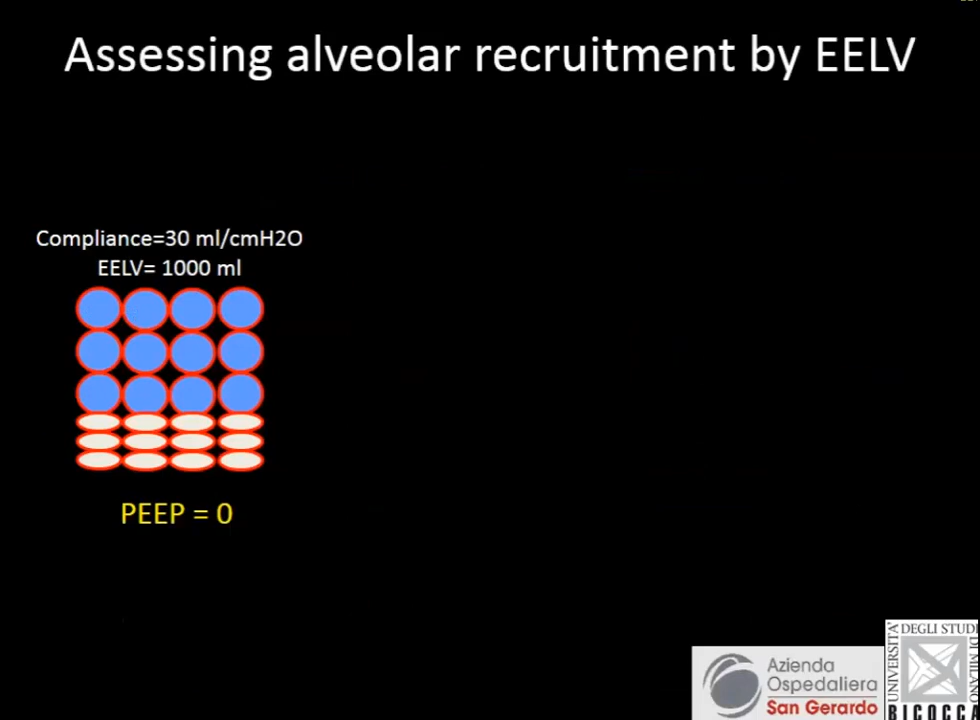 Assessing alveolar recruitment by EELV
Compliance=30 ml/cmH2O
EELV= 1000 ml
PEEP = 0
Azienda
Ospedaliera
San Gerardo
UNIVERSITÀ
DEGLI STUDI
DI MILANO
BICOCCA